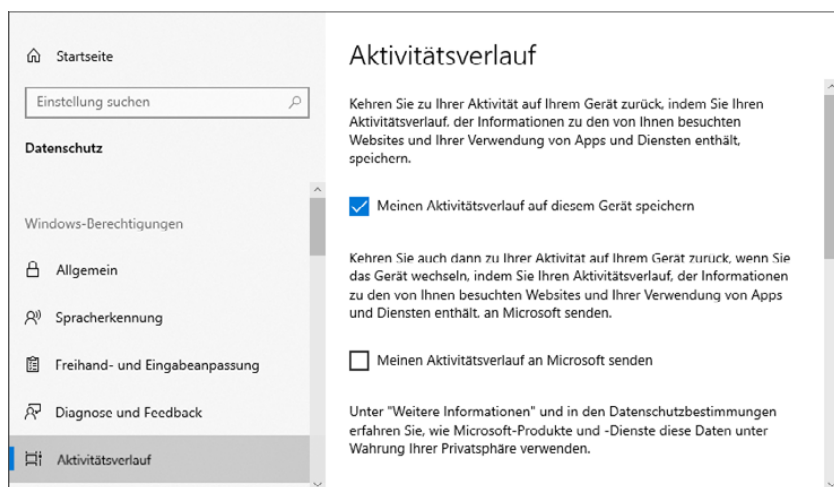 Startseite
Einstellung suchen
Datenschutz
Windows-Berechtigungen
Allgemein
Spracherkennung
Freihand- und Eingabeanpassung
Diagnose und Feedback
Aktivitätsverlauf
Aktivitätsverlauf
Kehren Sie zu Ihrer Aktivität auf Ihrem Gerät zurück, indem Sie Ihren
Aktivitätsverlauf, der Informationen zu den von Ihnen besuchten
Websites und Ihrer Verwendung von Apps und Diensten enthält,
speichern.
Meinen Aktivitätsverlauf auf diesem Gerät speichern
Kehren Sie auch dann zu Ihrer Aktivität auf Ihrem Gerät zurück, wenn Sie
das Gerät wechseln, indem Sie Ihren Aktivitätsverlauf, der Informationen
zu den von Ihnen besuchten Websites und Ihrer Verwendung von Apps
und Diensten enthält, an Microsoft senden.
Meinen Aktivitätsverlauf an Microsoft senden
Unter "Weitere Informationen" und in den Datenschutzbestimmungen
erfahren Sie, wie Microsoft-Produkte und -Dienste diese Daten unter
Wahrung Ihrer Privatsphäre verwenden.